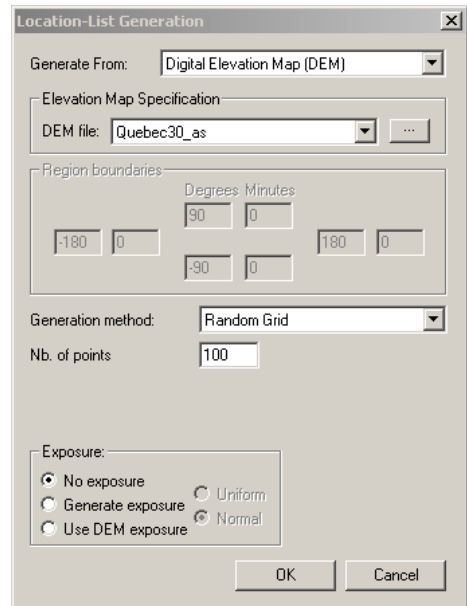 Location-List Generation
Generate From: Digital Elevation Map (DEM)
Elevation Map Specification
DEM file: Quebec30_as ...
Region boundaries
Degrees Minutes
90 0
-180 0 180 0
-90 0
Generation method: Random Grid
Nb. of points 100
Exposure:
No exposure
Uniform
Generate exposure
Normal
Use DEM exposure
OK Cancel